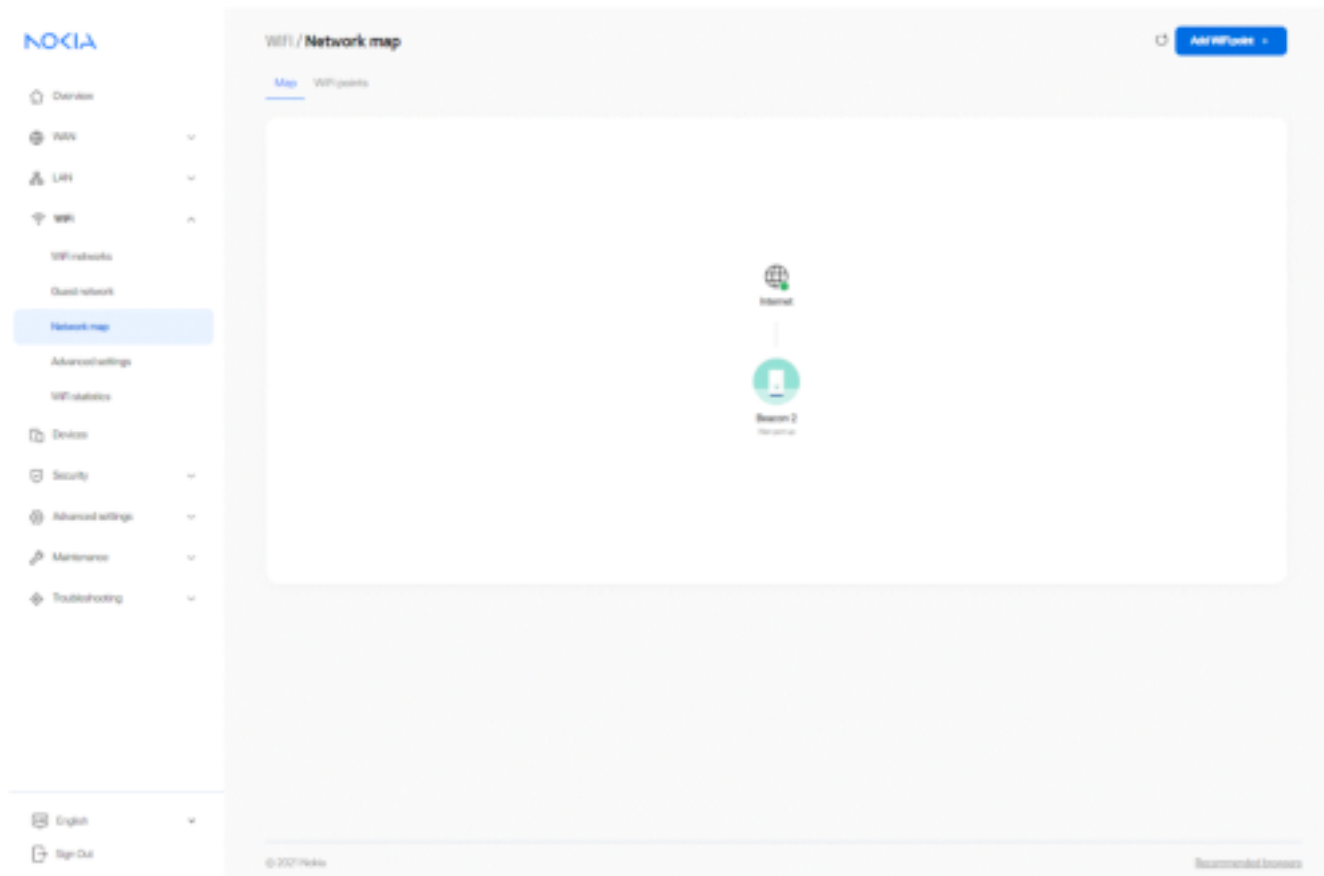 NOKIA
Overview
WAN
LAN
WiFi
WiFi networks
Guest network
Network map
Advanced settings
WiFi statistics
Devices
Security
Advanced settings
Maintenance
Troubleshooting
English
Sign Out
WiFi / Network map
Add WiFi point +
Map WiFi points
Internet
Beacon 2
© 2021 Nokia
Recommended browsers